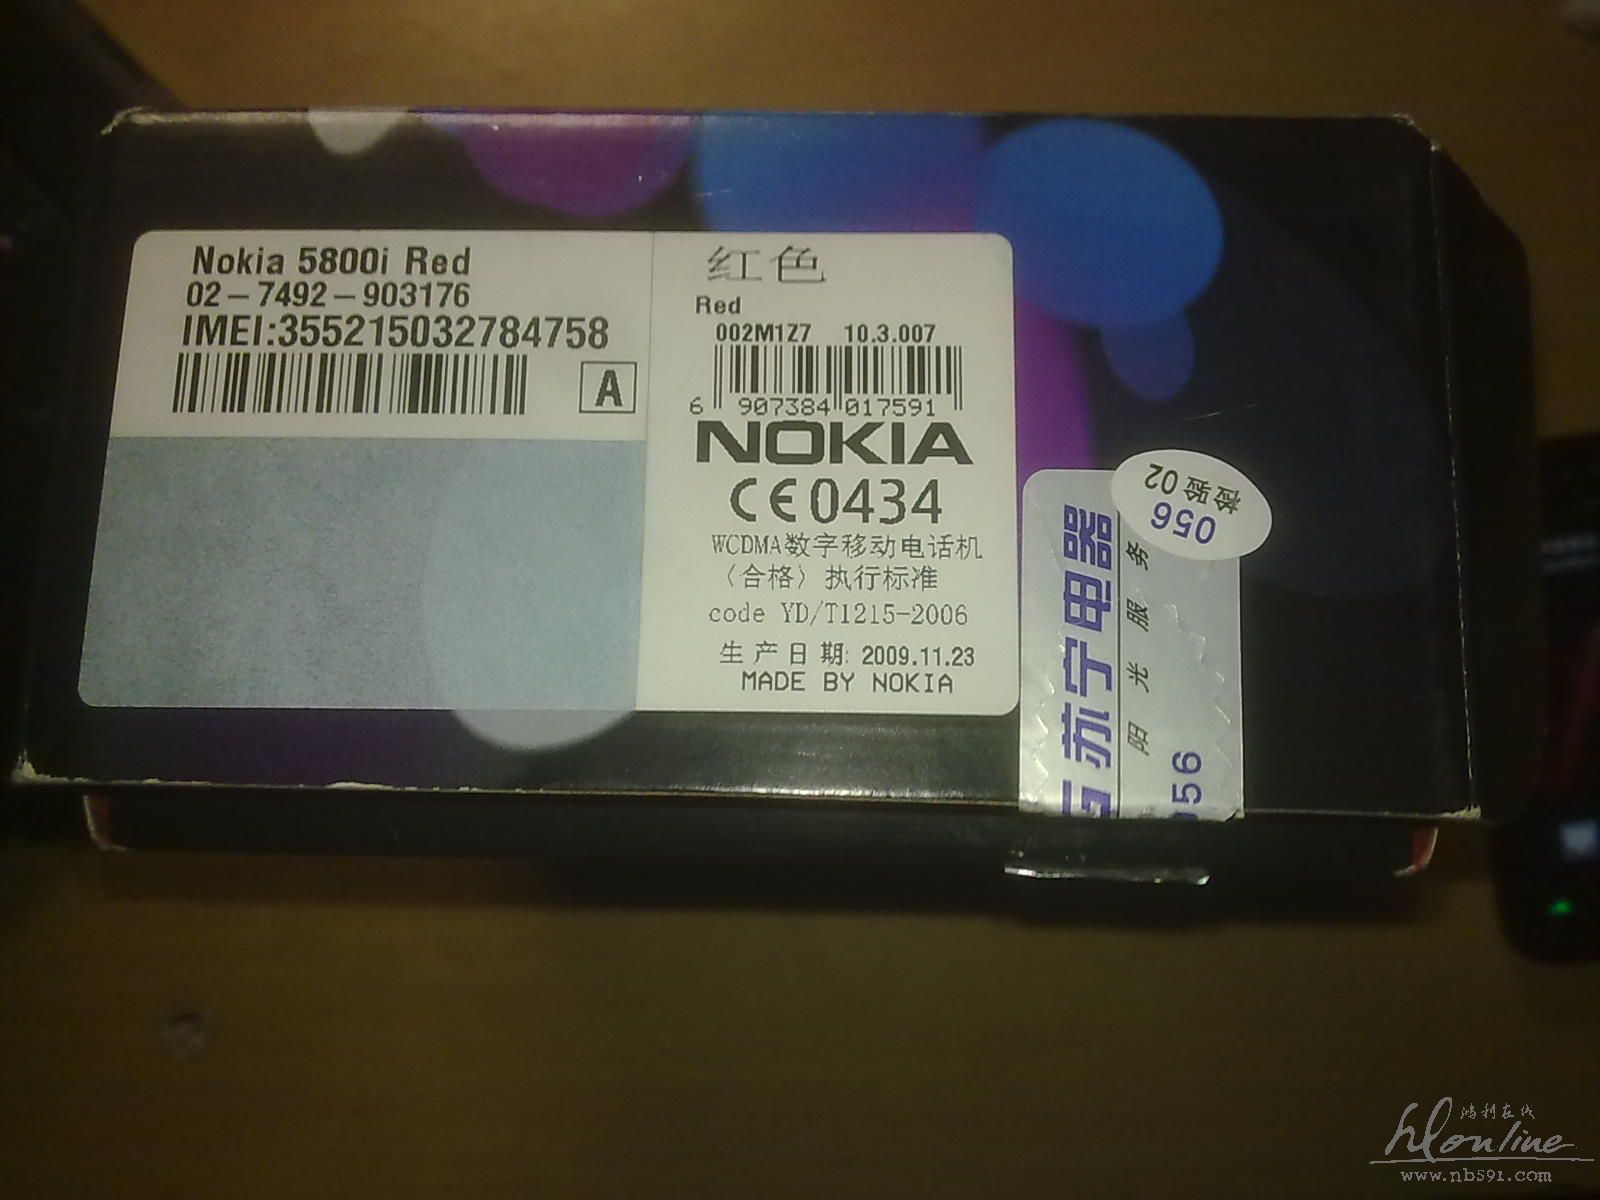 Nokia 5800i Red
02-7492-903176
IMEI:355215032784758
A
红色
Red
002M1Z7 10.3.007
6 907384 017591
NOKIA
CE0434
WCDMA数字移动电话机
〈合格〉执行标准
code YD/T1215-2006
生产日期: 2009.11.23
MADE BY NOKIA
056
检验02
苏宁电器
阳光服务
056
鸿利在线
hlonline
www.nb591.com